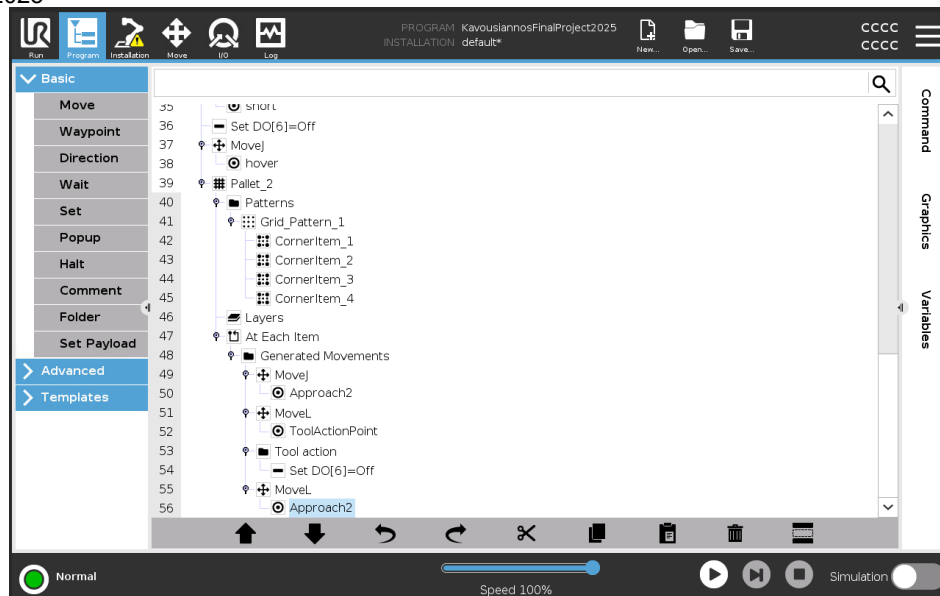 2025
UR
Run
Program
Installation
Move
I/O
Log
PROGRAM KavousiannosFinalProject2025
INSTALLATION default*
New...
Open...
Save...
cccc
cccc
Basic
Move
Waypoint
Direction
Wait
Set
Popup
Halt
Comment
Folder
Set Payload
Advanced
Templates
35 short
36 Set DO[6]=Off
37 MoveJ
38 hover
39 Pallet_2
40 Patterns
41 Grid_Pattern_1
42 CornerItem_1
43 CornerItem_2
44 CornerItem_3
45 CornerItem_4
46 Layers
47 At Each Item
48 Generated Movements
49 MoveJ
50 Approach2
51 MoveL
52 ToolActionPoint
53 Tool action
54 Set DO[6]=Off
55 MoveL
56 Approach2
Command
Graphics
Variables
Normal
Speed 100%
Simulation